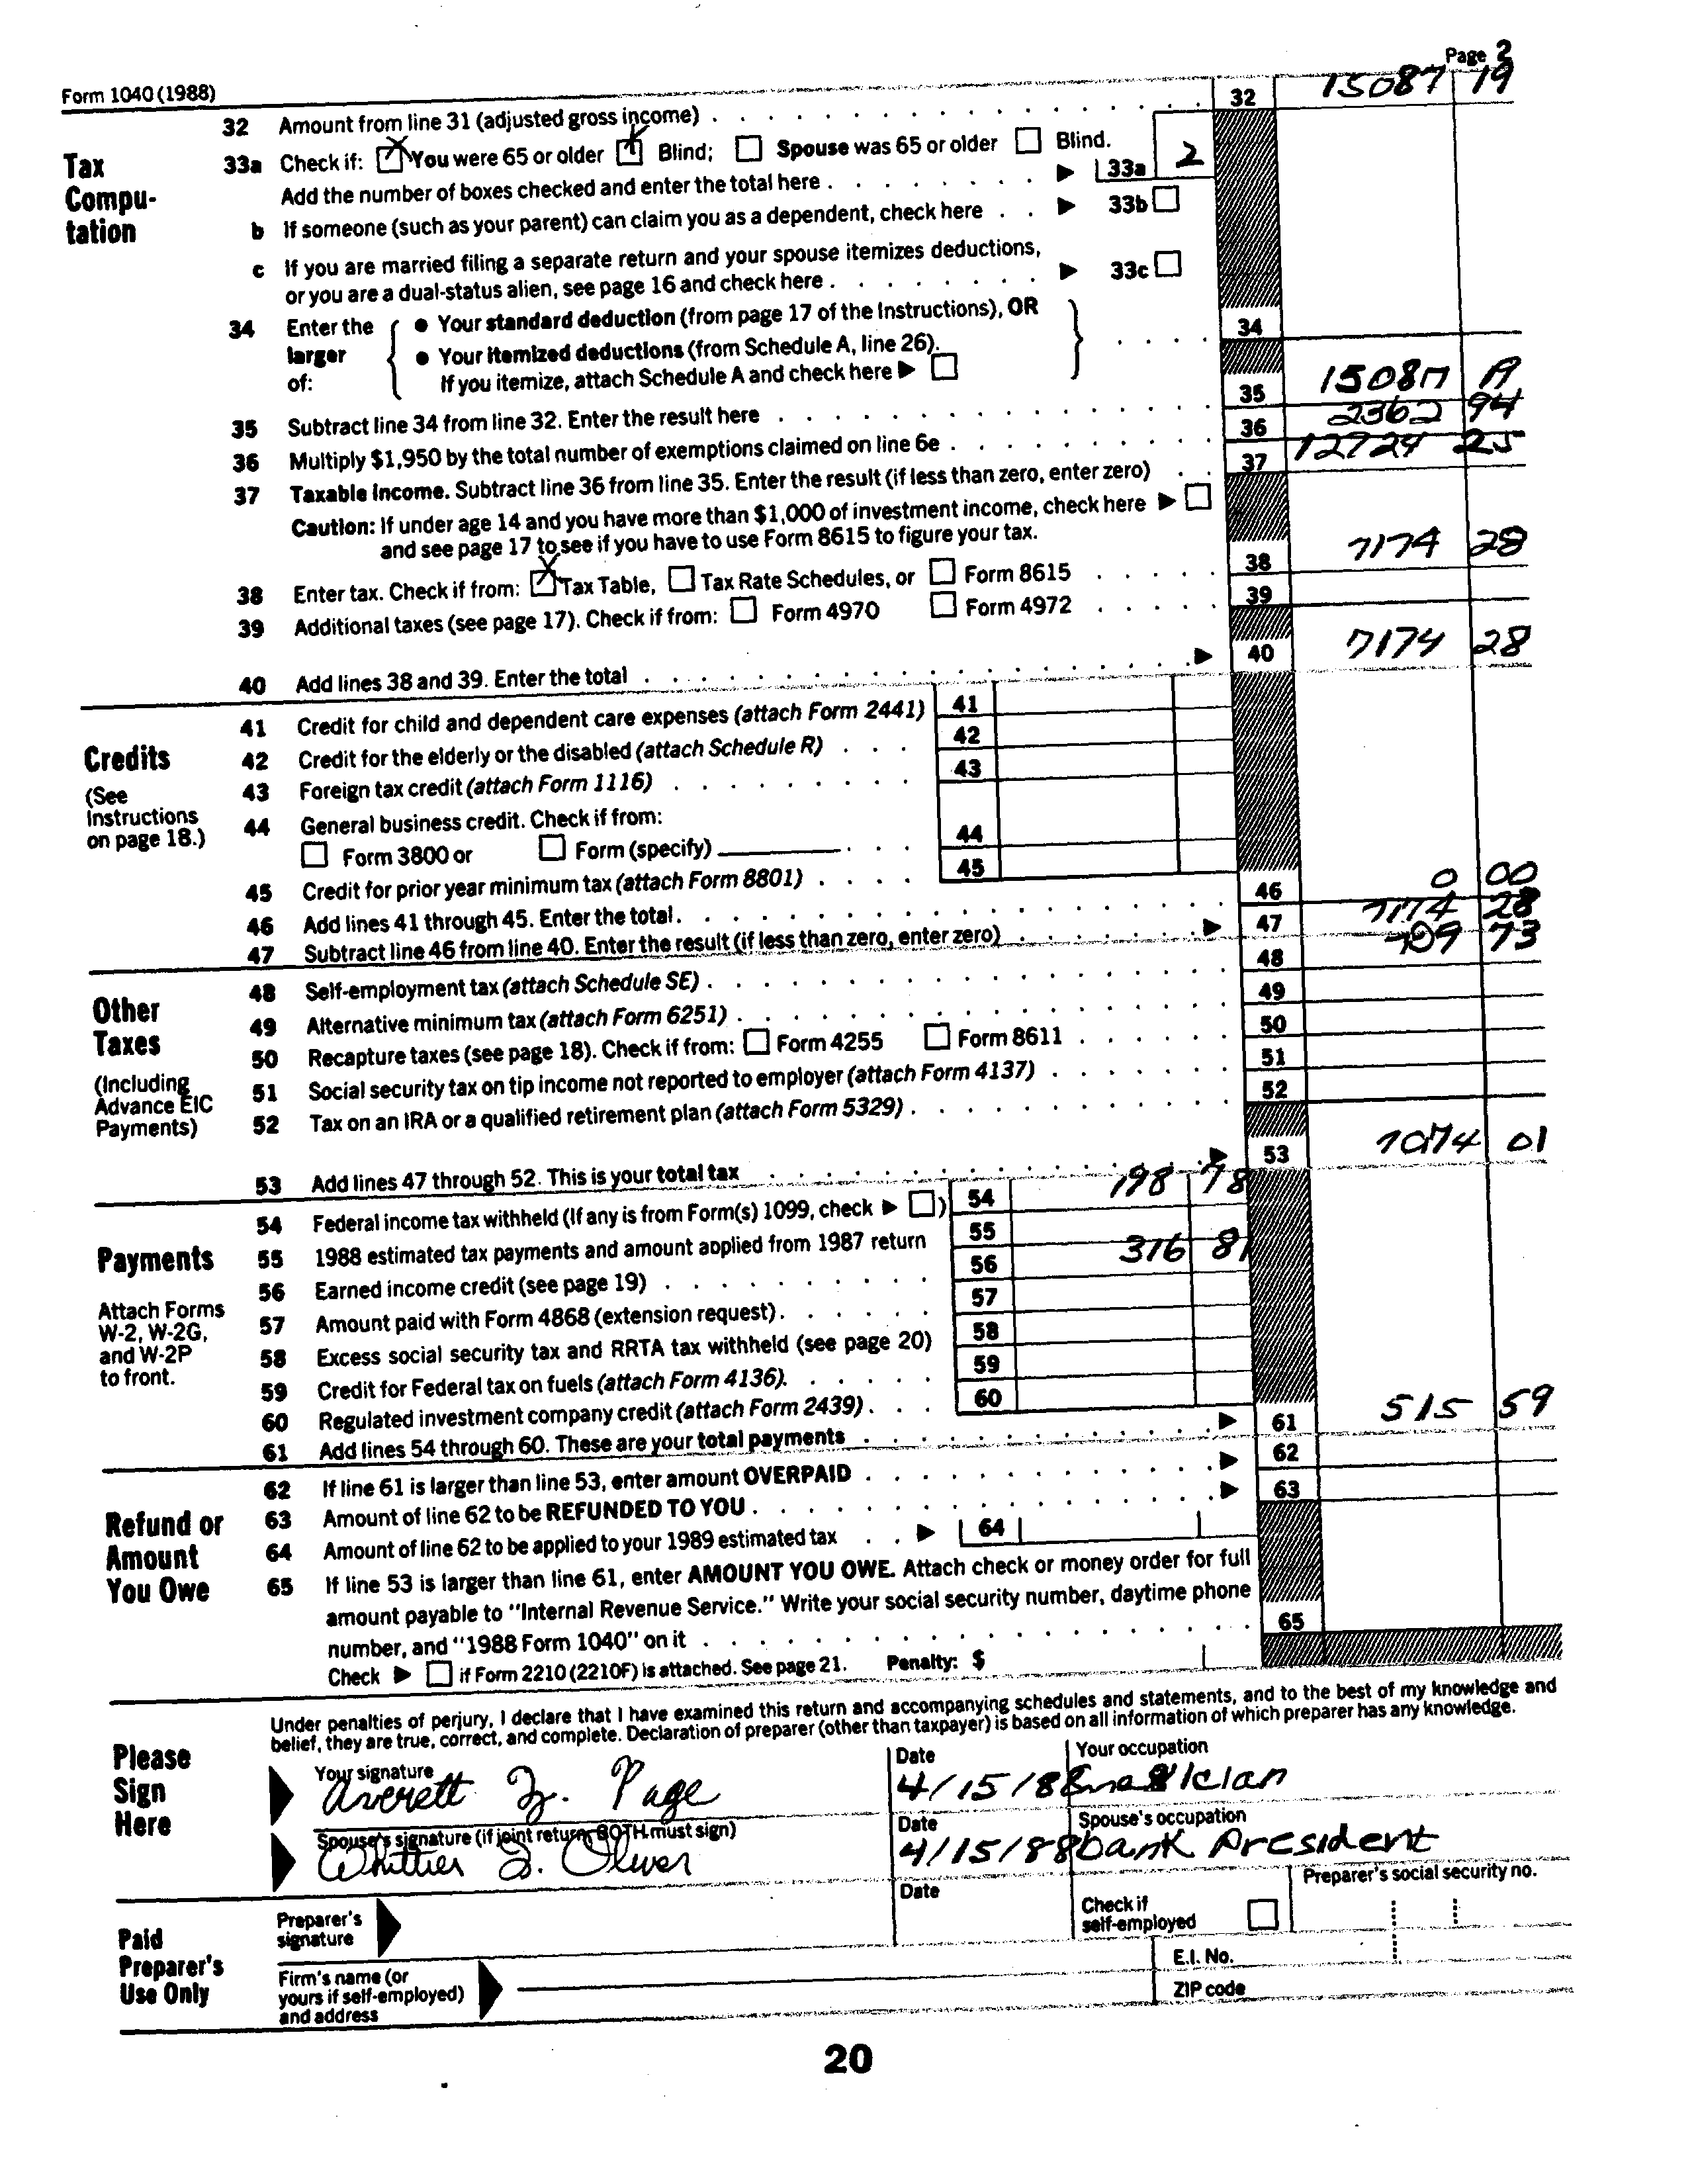 Form 1040 (1988)
Page 2
32 Amount from line 31 (adjusted gross income) 32 15087 19
Tax Computation
33a Check if: X You were 65 or older X Blind; Spouse was 65 or older Blind.
Add the number of boxes checked and enter the total here 33a 2
b If someone (such as your parent) can claim you as a dependent, check here 33b
c If you are married filing a separate return and your spouse itemizes deductions,
or you are a dual-status alien, see page 16 and check here 33c
34 Enter the larger of:
• Your standard deduction (from page 17 of the Instructions), OR 34
• Your itemized deductions (from Schedule A, line 26).
If you itemize, attach Schedule A and check here
35 Subtract line 34 from line 32. Enter the result here 35 15087 19
36 Multiply $1,950 by the total number of exemptions claimed on line 6e 36 2362 94
37 Taxable income. Subtract line 36 from line 35. Enter the result (if less than zero, enter zero) 37 12724 25
Caution: If under age 14 and you have more than $1,000 of investment income, check here
and see page 17 to see if you have to use Form 8615 to figure your tax.
38 Enter tax. Check if from: X Tax Table, Tax Rate Schedules, or Form 8615 38 7174 28
39 Additional taxes (see page 17). Check if from: Form 4970 Form 4972 39
40 Add lines 38 and 39. Enter the total 40 7174 28
Credits
(See Instructions on page 18.)
41 Credit for child and dependent care expenses (attach Form 2441) 41
42 Credit for the elderly or the disabled (attach Schedule R) 42
43 Foreign tax credit (attach Form 1116) 43
44 General business credit. Check if from:
Form 3800 or Form (specify) 44
45 Credit for prior year minimum tax (attach Form 8801) 45
46 Add lines 41 through 45. Enter the total 46 0 00
47 Subtract line 46 from line 40. Enter the result (if less than zero, enter zero) 47 7174 28
Other Taxes
(Including Advance EIC Payments)
48 Self-employment tax (attach Schedule SE) 48 709 73
49 Alternative minimum tax (attach Form 6251) 49
50 Recapture taxes (see page 18). Check if from: Form 4255 Form 8611 50
51 Social security tax on tip income not reported to employer (attach Form 4137) 51
52 Tax on an IRA or a qualified retirement plan (attach Form 5329) 52
53 Add lines 47 through 52. This is your total tax 53 01
Payments
Attach Forms W-2, W-2G, and W-2P to front.
54 Federal income tax withheld (If any is from Form(s) 1099, check ) 54 198 78
55 1988 estimated tax payments and amount applied from 1987 return 55
56 Earned income credit (see page 19) 56 316 81
57 Amount paid with Form 4868 (extension request) 57
58 Excess social security tax and RRTA tax withheld (see page 20) 58
59 Credit for Federal tax on fuels (attach Form 4136) 59
60 Regulated investment company credit (attach Form 2439) 60
61 Add lines 54 through 60. These are your total payments 61 515 59
Refund or Amount You Owe
62 If line 61 is larger than line 53, enter amount OVERPAID 62
63 Amount of line 62 to be REFUNDED TO YOU 63
64 Amount of line 62 to be applied to your 1989 estimated tax 64
65 If line 53 is larger than line 61, enter AMOUNT YOU OWE. Attach check or money order for full
amount payable to "Internal Revenue Service." Write your social security number, daytime phone
number, and "1988 Form 1040" on it 65
Check if Form 2210 (2210F) is attached. See page 21. Penalty: $
Please Sign Here
Under penalties of perjury, I declare that I have examined this return and accompanying schedules and statements, and to the best of my knowledge and
belief, they are true, correct, and complete. Declaration of preparer (other than taxpayer) is based on all information of which preparer has any knowledge.
Your signature Date Your occupation
Averett Page 4/15/88 magician
Spouse's signature (if joint return, BOTH must sign) Date Spouse's occupation
Whittier Oliver 4/15/88 bank President
Paid Preparer's Use Only
Preparer's signature Date Check if self-employed Preparer's social security no.
Firm's name (or yours if self-employed) and address E.I. No.
ZIP code
20